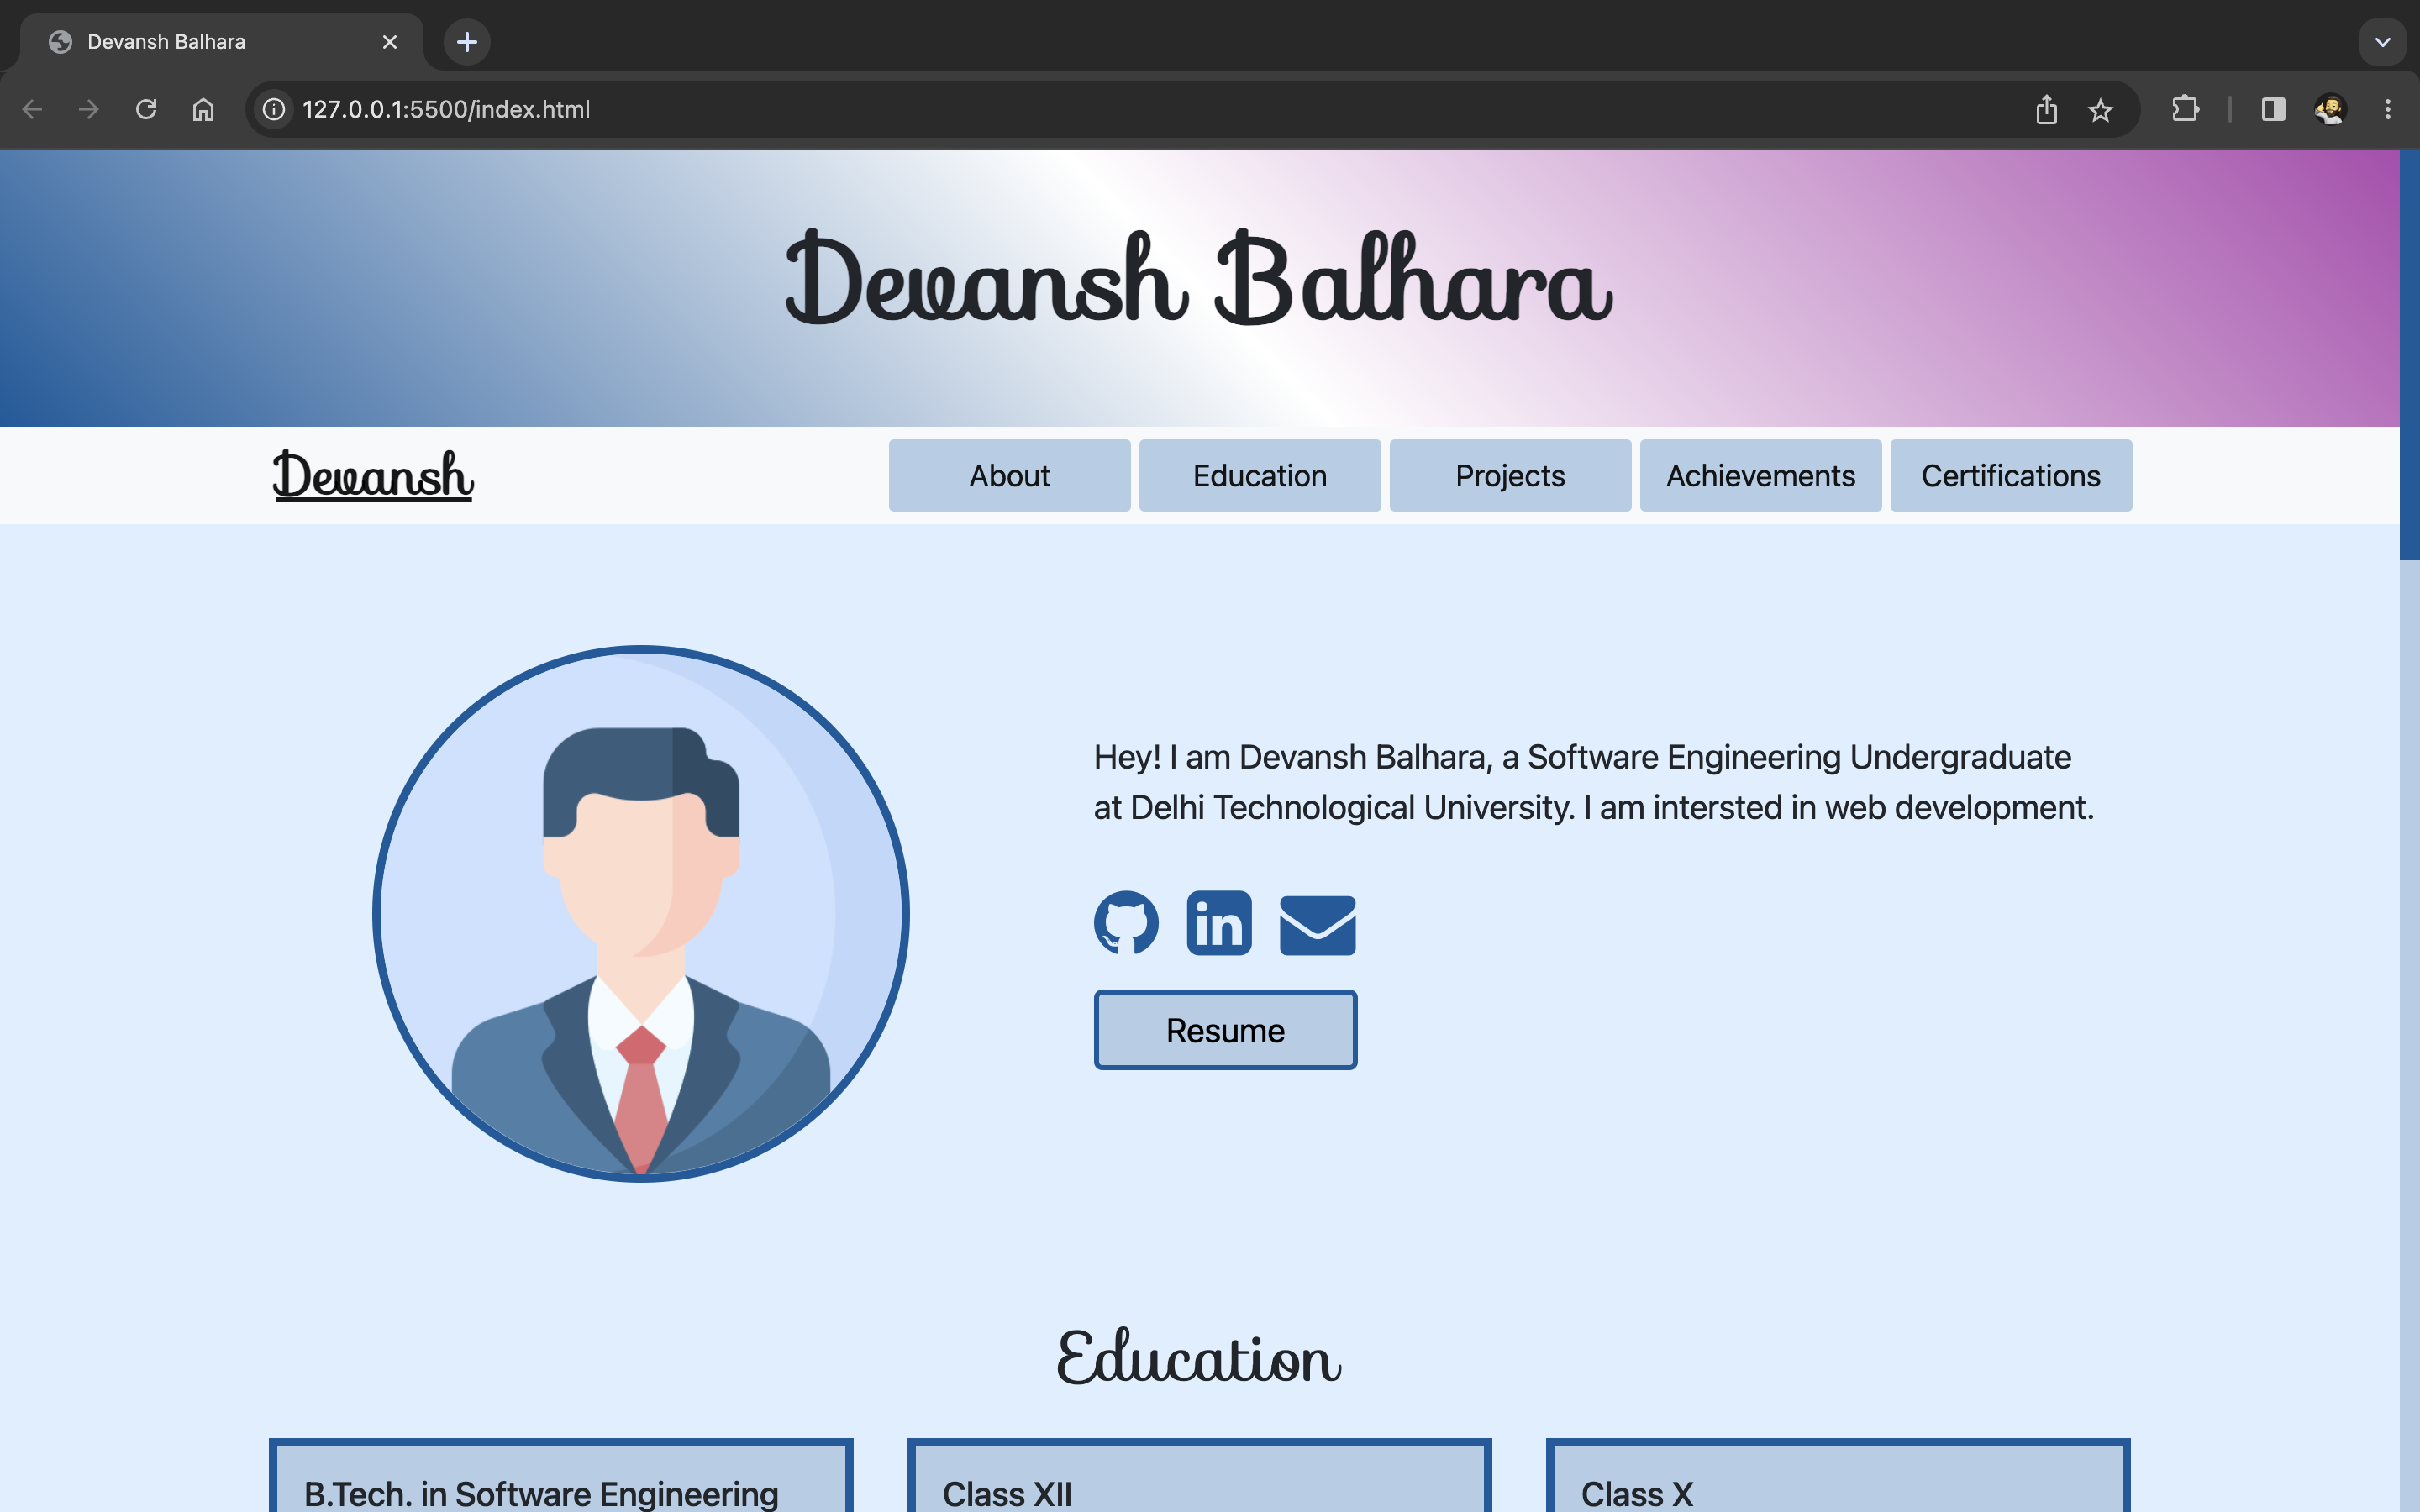 Devansh Balhara
127.0.0.1:5500/index.html
Devansh Balhara
Devansh
About
Education
Projects
Achievements
Certifications
Hey! I am Devansh Balhara, a Software Engineering Undergraduate
at Delhi Technological University. I am intersted in web development.
in
Resume
Education
B.Tech. in Software Engineering
Class XII
Class X